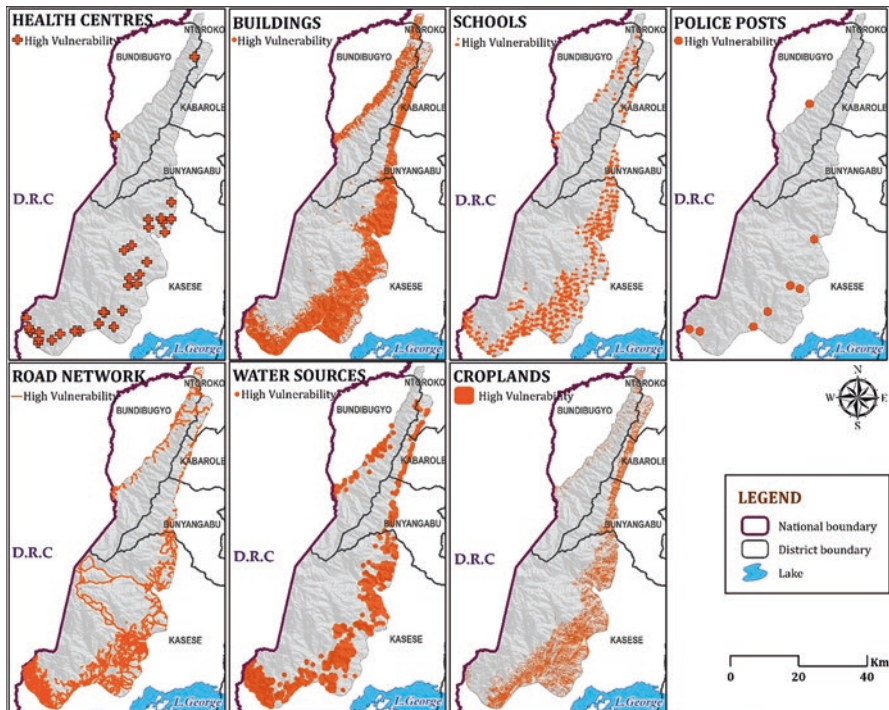 HEALTH CENTRES
High Vulnerability
NTOROKO
BUNDIBUGYO
KABAROLE
BUNYANGABU
D.R.C
KASESE
L.George
BUILDINGS
High Vulnerability
NTOROKO
BUNDIBUGYO
KABAROLE
BUNYANGABU
D.R.C
KASESE
L.George
SCHOOLS
High Vulnerability
NTOROKO
BUNDIBUGYO
KABAROLE
BUNYANGABU
D.R.C
KASESE
L.George
POLICE POSTS
High Vulnerability
NTOROKO
BUNDIBUGYO
KABAROLE
BUNYANGABU
D.R.C
KASESE
L.George
ROAD NETWORK
High Vulnerability
NTOROKO
BUNDIBUGYO
KABAROLE
BUNYANGABU
D.R.C
KASESE
L.George
WATER SOURCES
High Vulnerability
NTOROKO
BUNDIBUGYO
KABAROLE
BUNYANGABU
D.R.C
KASESE
L.George
CROPLANDS
High Vulnerability
NTOROKO
BUNDIBUGYO
KABAROLE
BUNYANGABU
D.R.C
KASESE
L.George
N
W E
S
LEGEND
National boundary
District boundary
Lake
Km
0 20 40